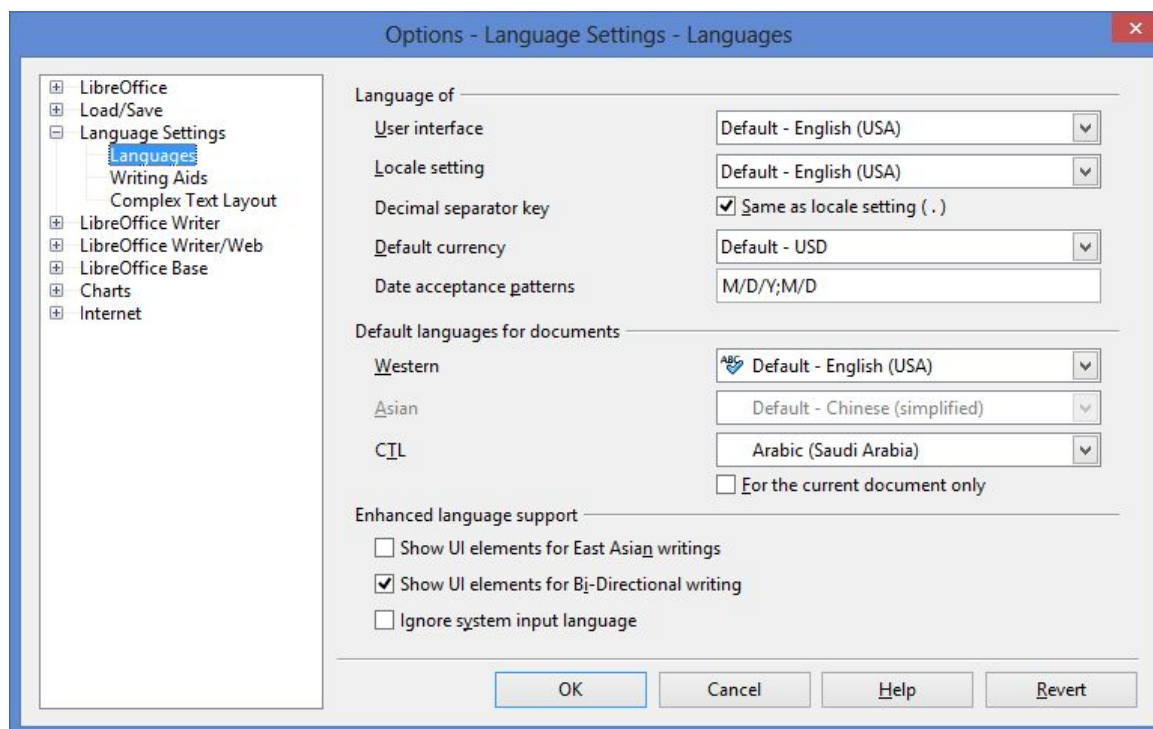 Options - Language Settings - Languages
LibreOffice
Load/Save
Language Settings
Languages
Writing Aids
Complex Text Layout
LibreOffice Writer
LibreOffice Writer/Web
LibreOffice Base
Charts
Internet
Language of
User interface Default - English (USA)
Locale setting Default - English (USA)
Decimal separator key Same as locale setting ( . )
Default currency Default - USD
Date acceptance patterns M/D/Y;M/D
Default languages for documents
Western ABC Default - English (USA)
Asian Default - Chinese (simplified)
CTL Arabic (Saudi Arabia)
For the current document only
Enhanced language support
Show UI elements for East Asian writings
Show UI elements for Bi-Directional writing
Ignore system input language
OK Cancel Help Revert